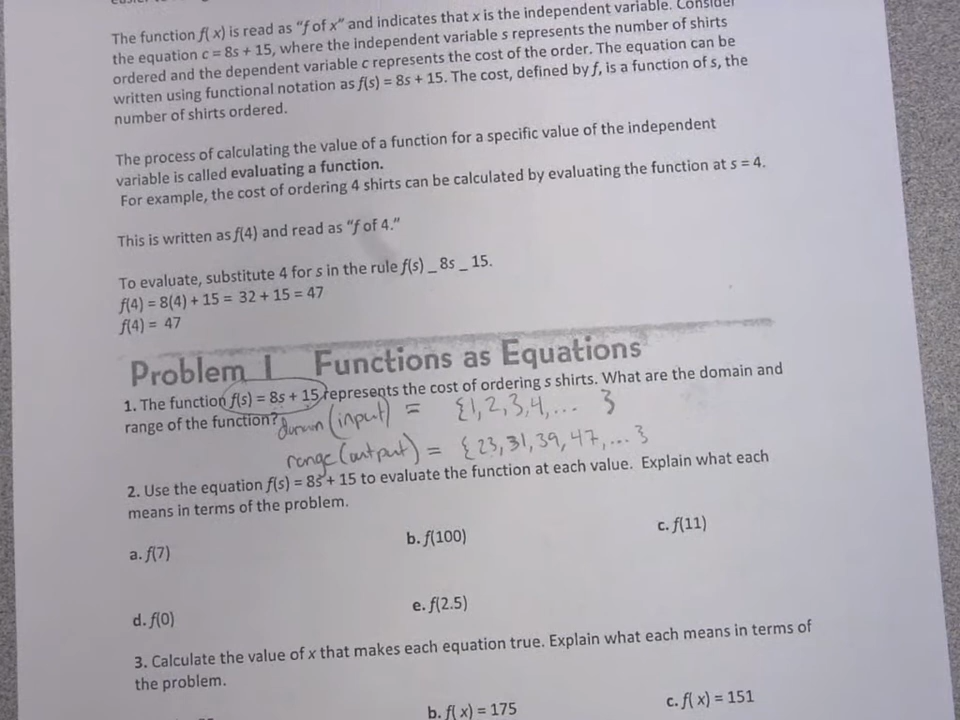 The function f( x) is read as "f of x" and indicates that x is the independent variable. Consider
the equation c = 8s + 15, where the independent variable s represents the number of shirts
ordered and the dependent variable c represents the cost of the order. The equation can be
written using functional notation as f(s) = 8s + 15. The cost, defined by f, is a function of s, the
number of shirts ordered.
The process of calculating the value of a function for a specific value of the independent
variable is called evaluating a function.
For example, the cost of ordering 4 shirts can be calculated by evaluating the function at s = 4.
This is written as f(4) and read as "f of 4."
To evaluate, substitute 4 for s in the rule f(s) _ 8s _ 15.
f(4) = 8(4) + 15 = 32 + 15 = 47
f(4) = 47
Problem 1 Functions as Equations
1. The function f(s) = 8s + 15 represents the cost of ordering s shirts. What are the domain and
range of the function?
(input) = {1,2,3,4,... }
range (output) = {23,31,39,47,...}
2. Use the equation f(s) = 8s + 15 to evaluate the function at each value. Explain what each
means in terms of the problem.
a. f(7) b. f(100) c. f(11)
d. f(0) e. f(2.5)
3. Calculate the value of x that makes each equation true. Explain what each means in terms of
the problem.
b. f( x) = 175 c. f( x) = 151